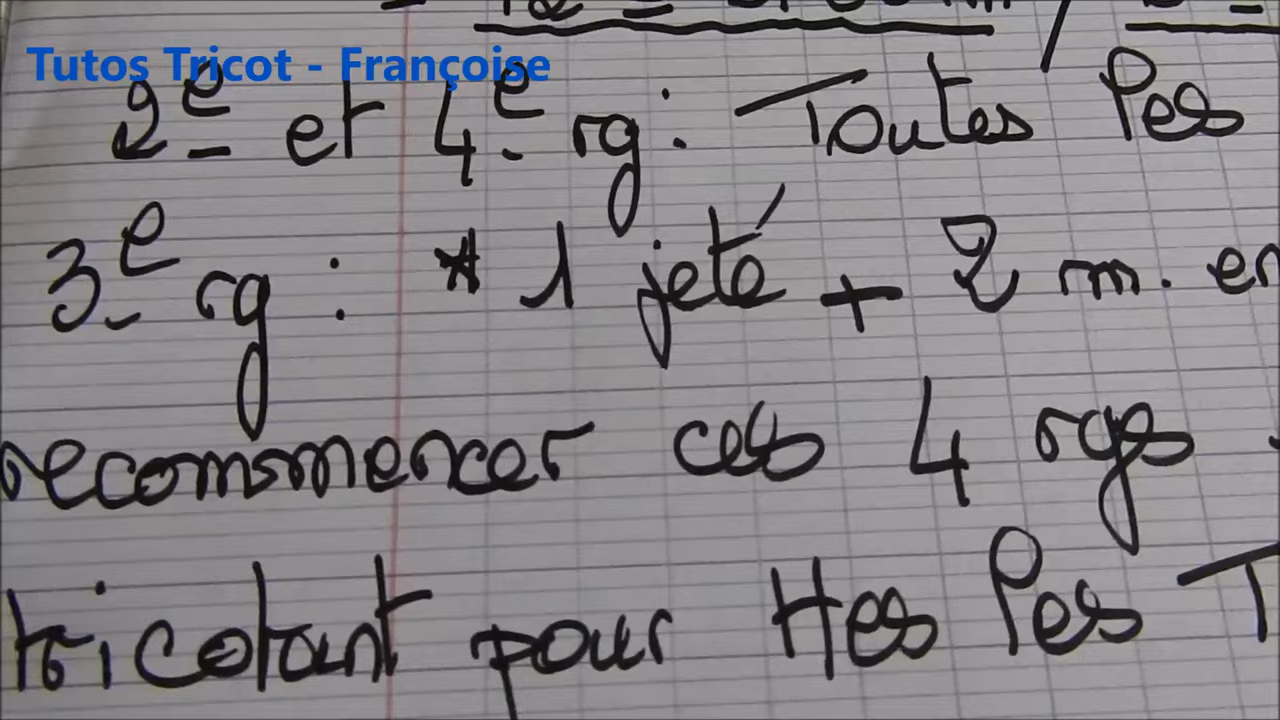 Tutos Tricot - Françoise
2e et 4e rg : Toutes les
3e rg : * 1 jeté + 2 m. en
recommencer ces 4 rgs
tricotant pour ttes les T